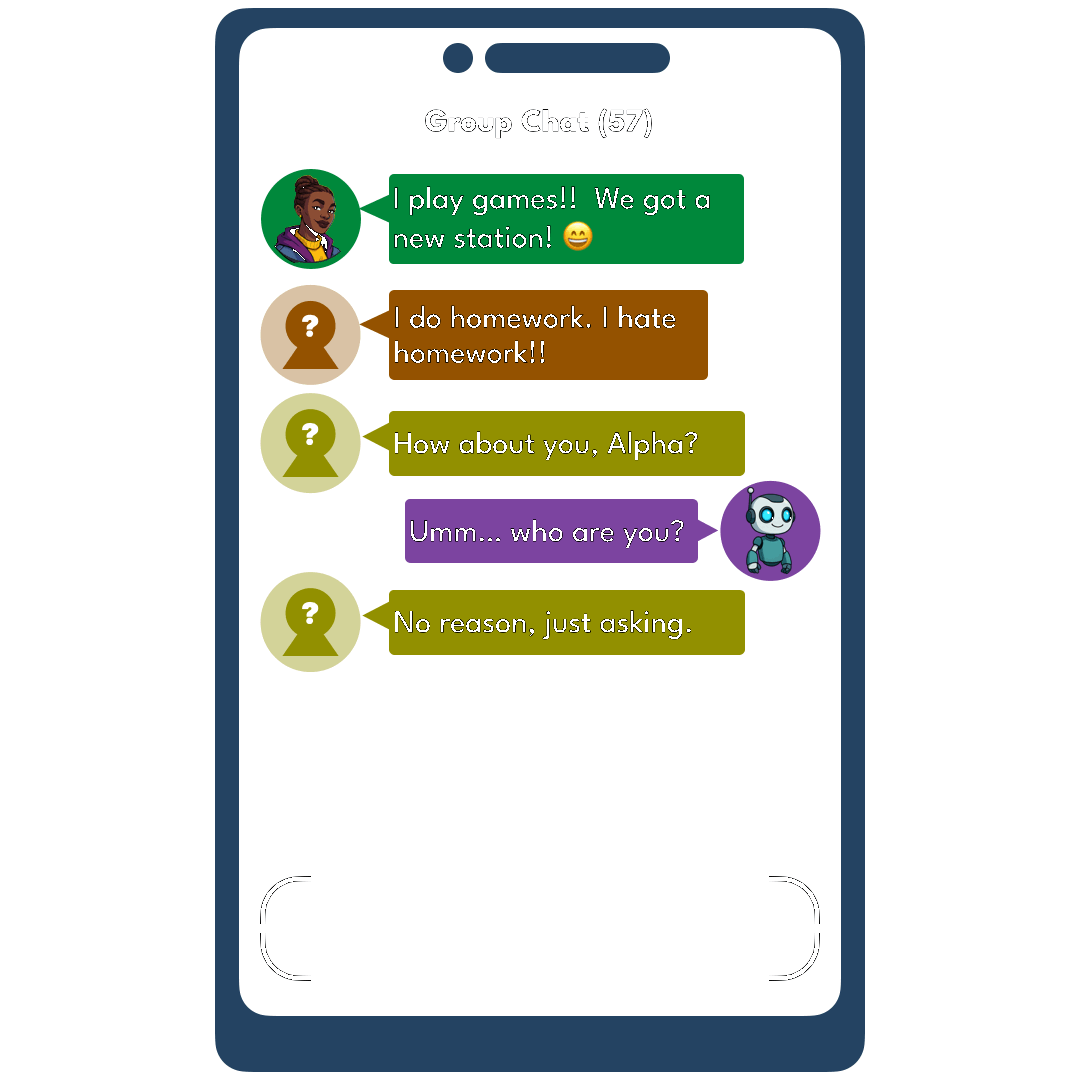 Group Chat (57)
I play games!!  We got a
new station! 😄
?
I do homework. I hate
homework!!
?
How about you, Alpha?
Umm... who are you?
?
No reason, just asking.